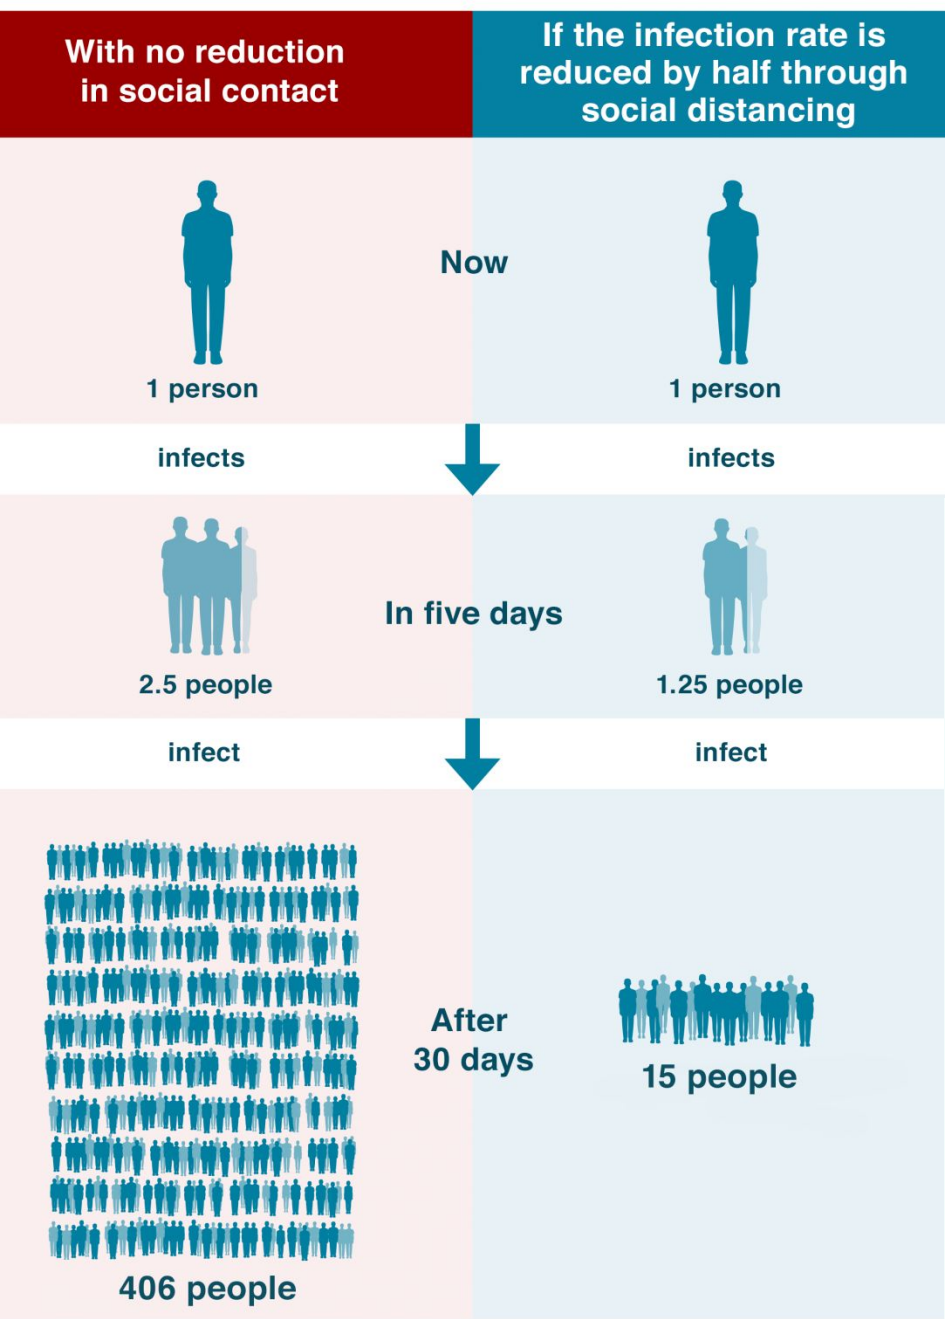 With no reduction
in social contact
If the infection rate is
reduced by half through
social distancing
Now
1 person
1 person
infects
infects
In five days
2.5 people
1.25 people
infect
infect
After
30 days
406 people
15 people